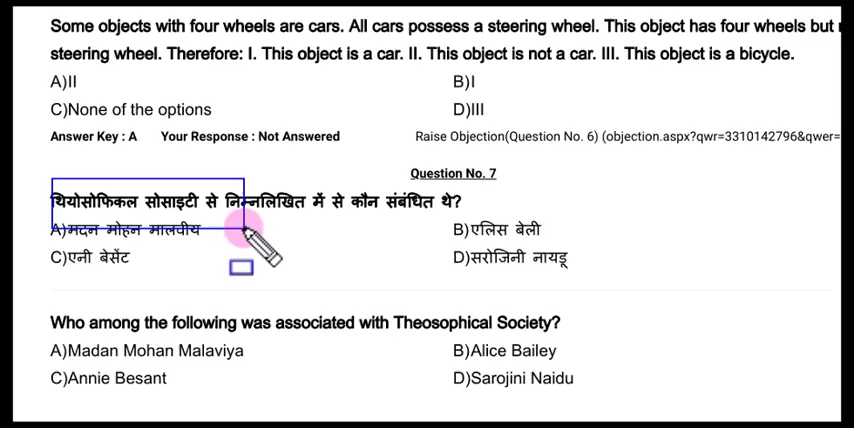 Some objects with four wheels are cars. All cars possess a steering wheel. This object has four wheels but
steering wheel. Therefore: I. This object is a car. II. This object is not a car. III. This object is a bicycle.
A)II B)I
C)None of the options D)III
Answer Key : A Your Response : Not Answered Raise Objection(Question No. 6) (objection.aspx?qwr=3310142796&qwer=
Question No. 7
थियोसोफिकल सोसाइटी से निम्नलिखित में से कौन संबंधित थे?
A)मदन मोहन मालवीय B)एलिस बेली
C)एनी बेसेंट D)सरोजिनी नायडू
Who among the following was associated with Theosophical Society?
A)Madan Mohan Malaviya B)Alice Bailey
C)Annie Besant D)Sarojini Naidu